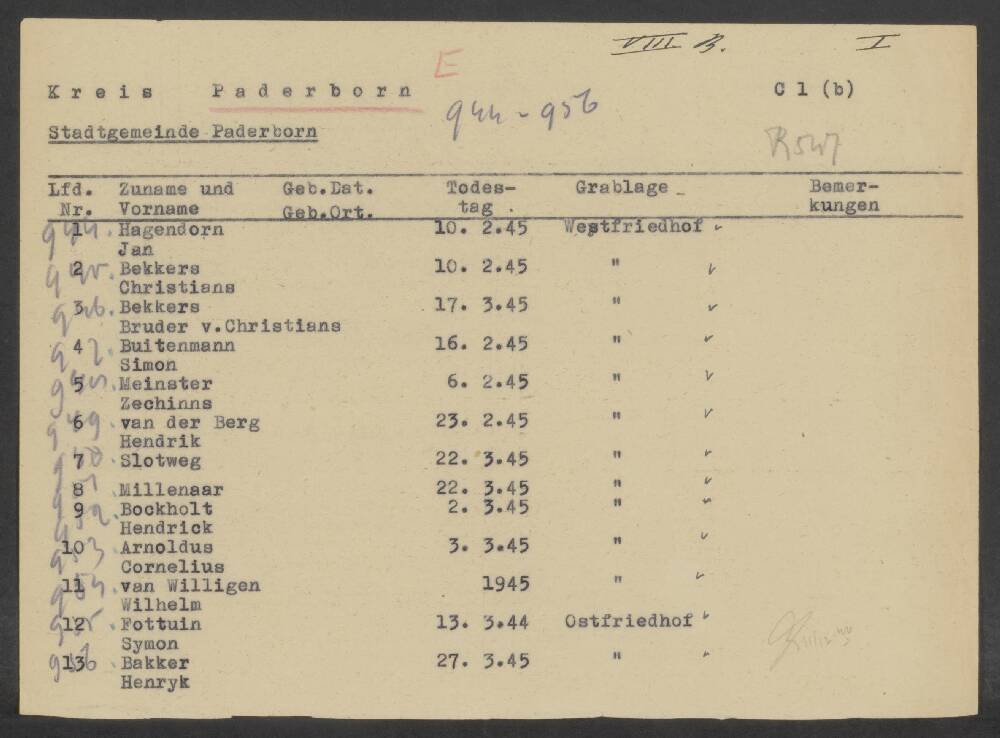 VIII B. I
E
Kreis Paderborn C 1 (b)
944 - 956
Stadtgemeinde Paderborn
Lfd. Zuname und Geb.Dat. Todes- Grablage Bemer-
Nr. Vorname Geb.Ort. tag . kungen
944. 1 Hagendorn 10. 2.45 Westfriedhof
Jan
945. 2 Bekkers 10. 2.45 "
Christians
946. 3. Bekkers 17. 3.45 "
Bruder v.Christians
947. 4 Buitenmann 16. 2.45 "
Simon
948. 5 Meinster 6. 2.45 "
Zechinns
949. 6 van der Berg 23. 2.45 "
Hendrik
950. 7 Slotweg 22. 3.45 "
951. 8 Millenaar 22. 3.45 "
952. 9 Bockholt 2. 3.45 "
Hendrick
953. 10 Arnoldus 3. 3.45 "
Cornelius
954. 11 van Willigen 1945 "
Wilhelm
955. 12 Fottuin 13. 3.44 Ostfriedhof
Symon
956. 13 Bakker 27. 3.45 "
Henryk